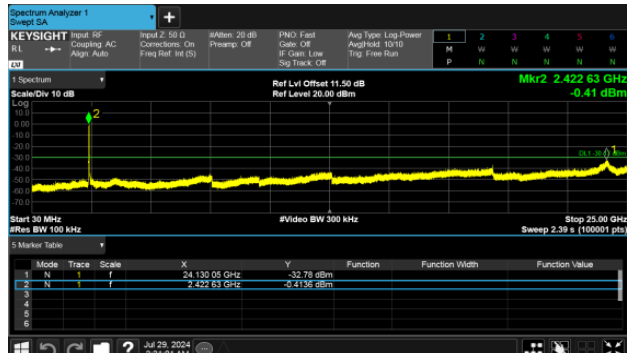 Spectrum Analyzer 1
Swept SA
+
KEYSIGHT Input: RF Input Z: 50 Ω #Atten: 20 dB PNO: Fast Avg Type: Log-Power 1 2 3 4 5 6
RL Coupling: AC Corrections: On Preamp: Off Gate: Off Avg|Hold: 10/10 M W W W W W
Align: Auto Freq Ref: Int (S) IF Gain: Low Trig: Free Run
Sig Track: Off P N N N N N
LXI
1 Spectrum Ref Lvl Offset 11.50 dB Mkr2 2.422 63 GHz
Scale/Div 10 dB Ref Level 20.00 dBm -0.41 dBm
Log
10.0
0.00
-10.0
-20.0
-30.0
-40.0
-50.0
-60.0
-70.0
2
1
Start 30 MHz #Video BW 300 kHz Stop 25.00 GHz
#Res BW 100 kHz Sweep 2.39 s (100001 pts)
5 Marker Table
Mode Trace Scale X Y Function Function Width Function Value
1 N 1 f 24.130 05 GHz -32.78 dBm
2 N 1 f 2.422 63 GHz -0.4136 dBm
3
4
5
6
?
Jul 29, 2024